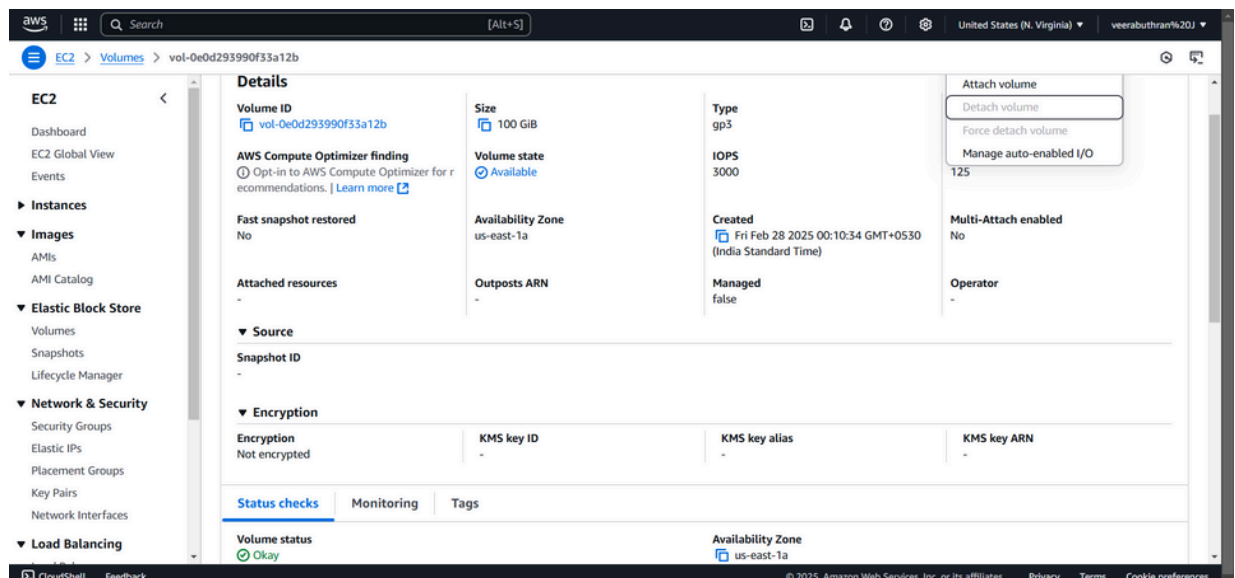 aws
Search
[Alt+S]
United States (N. Virginia)
veerabuthran%20J
EC2 > Volumes > vol-0e0d293990f33a12b
EC2
Dashboard
EC2 Global View
Events
Instances
Images
AMIs
AMI Catalog
Elastic Block Store
Volumes
Snapshots
Lifecycle Manager
Network & Security
Security Groups
Elastic IPs
Placement Groups
Key Pairs
Network Interfaces
Load Balancing
Details
Attach volume
Detach volume
Force detach volume
Manage auto-enabled I/O
Volume ID
vol-0e0d293990f33a12b
Size
100 GiB
Type
gp3
AWS Compute Optimizer finding
Opt-in to AWS Compute Optimizer for r
ecommendations. | Learn more
Volume state
Available
IOPS
3000
125
Fast snapshot restored
No
Availability Zone
us-east-1a
Created
Fri Feb 28 2025 00:10:34 GMT+0530
(India Standard Time)
Multi-Attach enabled
No
Attached resources
-
Outposts ARN
-
Managed
false
Operator
-
Source
Snapshot ID
-
Encryption
Encryption
Not encrypted
KMS key ID
-
KMS key alias
-
KMS key ARN
-
Status checks
Monitoring
Tags
Volume status
Okay
Availability Zone
us-east-1a
CloudShell
Feedback
© 2025, Amazon Web Services, Inc. or its affiliates.
Privacy
Terms
Cookie preferences